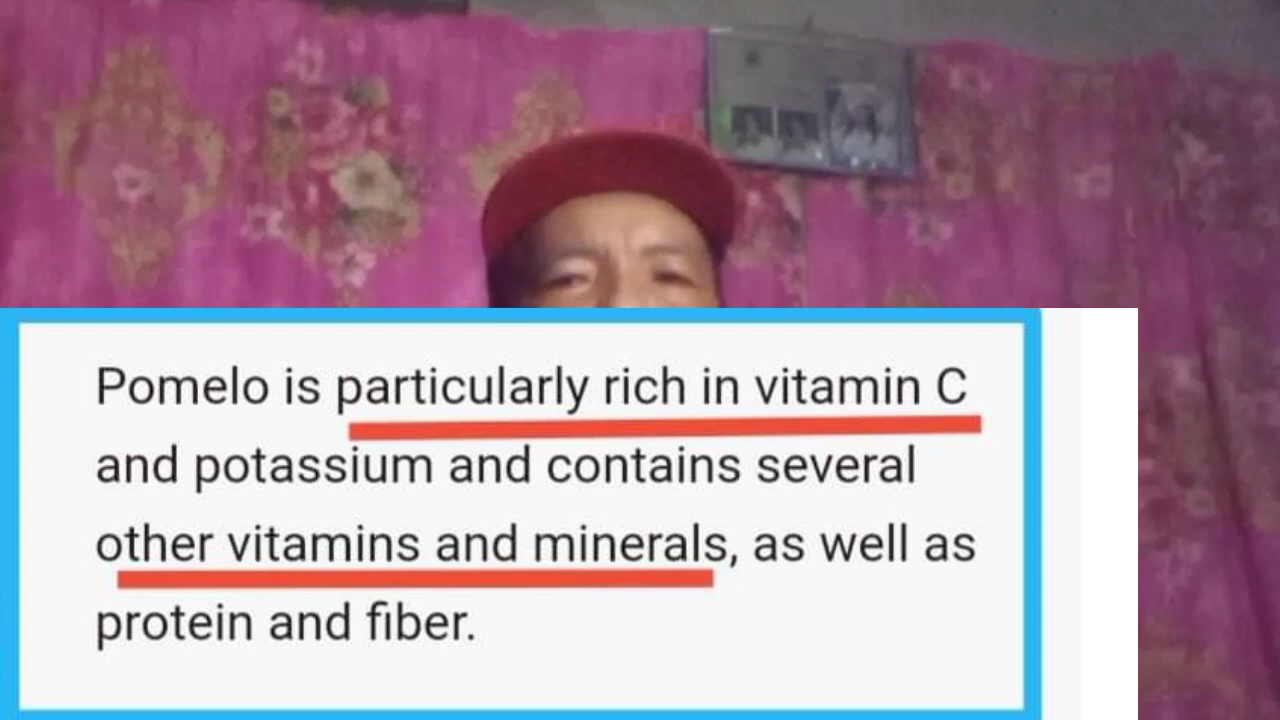 Pomelo is particularly rich in vitamin C
and potassium and contains several
other vitamins and minerals, as well as
protein and fiber.